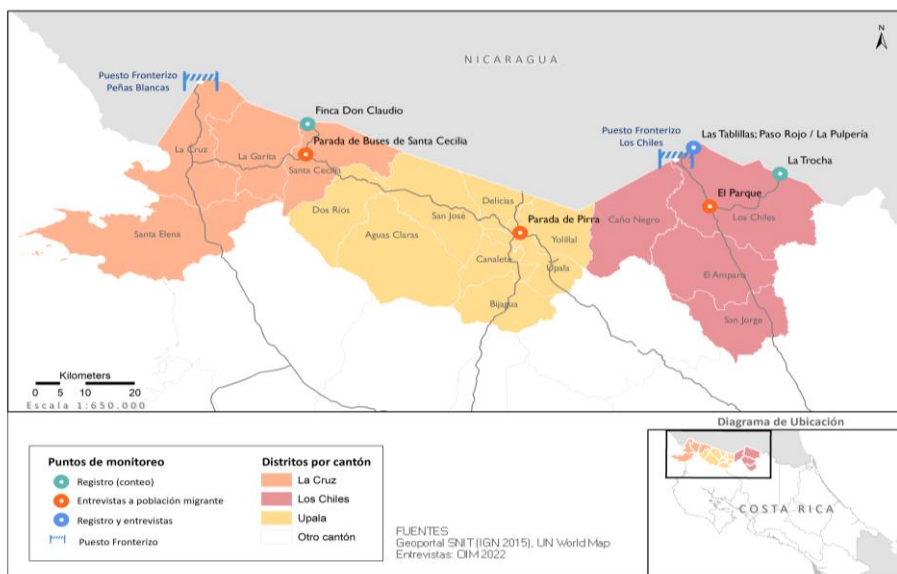 N
NICARAGUA
Puesto Fronterizo
Peñas Blancas
Finca Don Claudio
Parada de Buses de Santa Cecilia
La Cruz
La Garita
Santa Cecilia
Santa Elena
Dos Ríos
Aguas Claras
San José
Delicias
Parada de Pirra
Yolillal
Canalete
Upala
Bijagua
Puesto Fronterizo
Los Chiles
Las Tablillas; Paso Rojo / La Pulpería
La Trocha
El Parque
Caño Negro
Los Chiles
El Amparo
San Jorge
Kilometers
0 5 10 20
Escala 1:650.000
Diagrama de Ubicación
COSTA RICA
Puntos de monitoreo
Registro (conteo)
Entrevistas a población migrante
Registro y entrevistas
Puesto Fronterizo
Distritos por cantón
La Cruz
Los Chiles
Upala
Otro cantón
FUENTES
Geoportal SNIT (IGN 2015), UN World Map
Entrevistas: OIM 2022